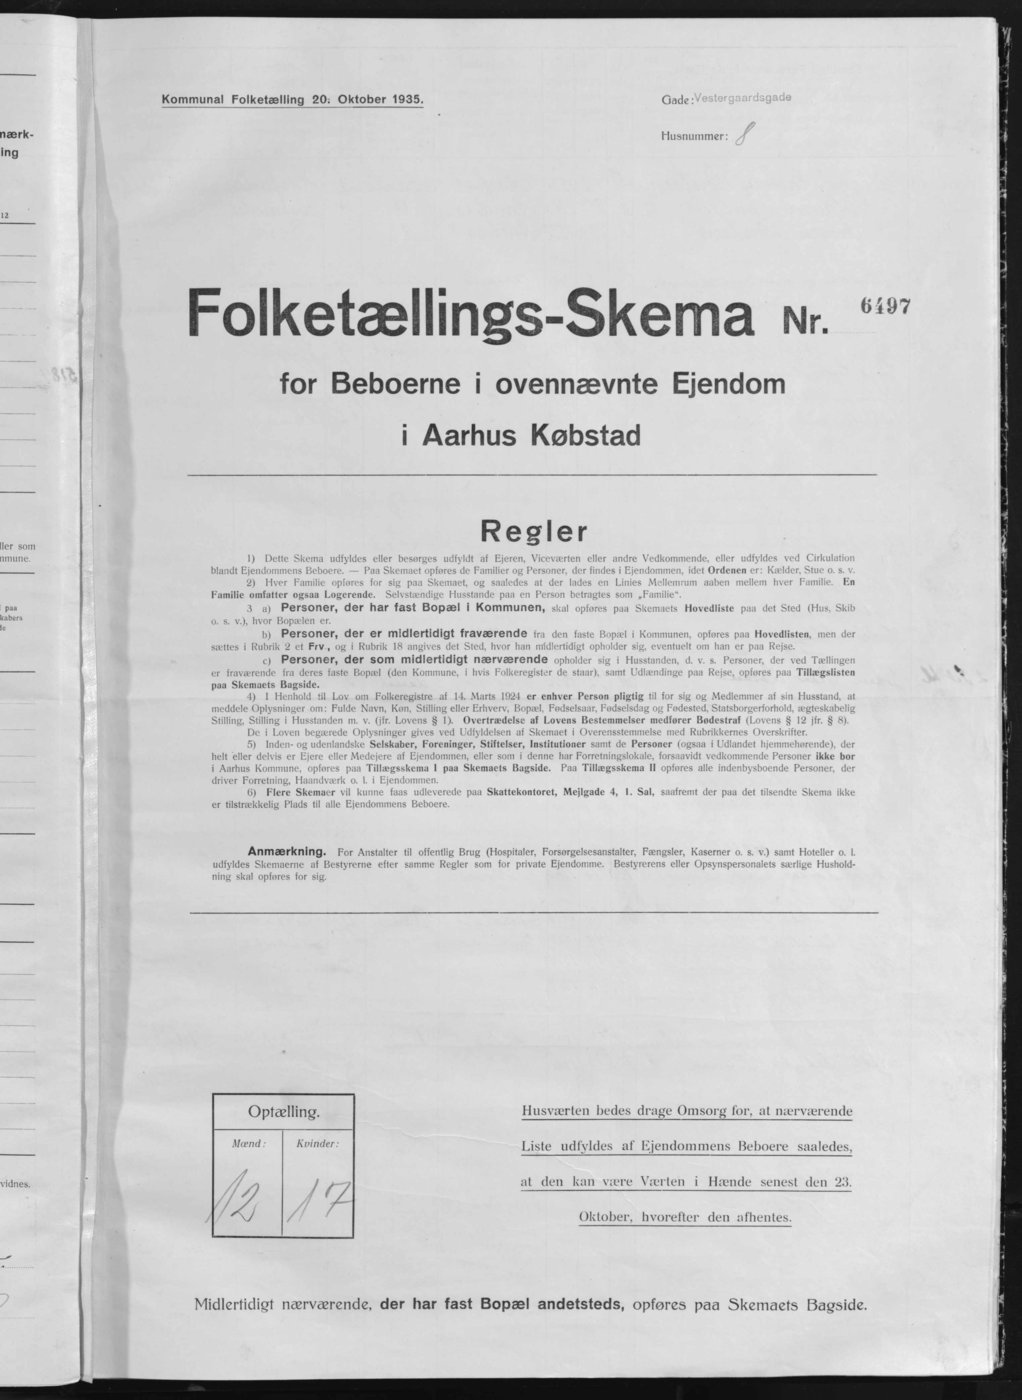 mærk-
ing
12
ller som
mmune.
paa
kabers
vidnes.
Kommunal Folketælling 20. Oktober 1935.
Gade: Vestergaardsgade
Husnummer: 8
Folketællings-Skema Nr. 6497
for Beboerne i ovennævnte Ejendom
i Aarhus Købstad
Regler
1) Dette Skema udfyldes eller besørges udfyldt af Ejeren, Viceværten eller andre Vedkommende, eller udfyldes ved Cirkulation
blandt Ejendommens Beboere. — Paa Skemaet opføres de Familier og Personer, der findes i Ejendommen, idet Ordenen er: Kælder, Stue o. s. v.
2) Hver Familie opføres for sig paa Skemaet, og saaledes at der lades en Linies Mellemrum aaben mellem hver Familie. En
Familie omfatter ogsaa Logerende. Selvstændige Husstande paa en Person betragtes som „Familie“.
3 a) Personer, der har fast Bopæl i Kommunen, skal opføres paa Skemaets Hovedliste paa det Sted (Hus, Skib
o. s. v.), hvor Bopælen er.
b) Personer, der er midlertidigt fraværende fra den faste Bopæl i Kommunen, opføres paa Hovedlisten, men der
sættes i Rubrik 2 et Frv., og i Rubrik 18 angives det Sted, hvor han midlertidigt opholder sig, eventuelt om han er paa Rejse.
c) Personer, der som midlertidigt nærværende opholder sig i Husstanden, d. v. s. Personer, der ved Tællingen
er fraværende fra deres faste Bopæl (den Kommune, i hvis Folkeregister de staar), samt Udlændinge paa Rejse, opføres paa Tillægslisten
paa Skemaets Bagside.
4) I Henhold til Lov om Folkeregistre af 14. Marts 1924 er enhver Person pligtig til for sig og Medlemmer af sin Husstand, at
meddele Oplysninger om: Fulde Navn, Køn, Stilling eller Erhverv, Bopæl, Fødselsaar, Fødselsdag og Fødested, Statsborgerforhold, ægteskabelig
Stilling, Stilling i Husstanden m. v. (jfr. Lovens § 1). Overtrædelse af Lovens Bestemmelser medfører Bødestraf (Lovens § 12 jfr. § 8).
De i Loven begærede Oplysninger gives ved Udfyldelsen af Skemaet i Overensstemmelse med Rubrikkernes Overskrifter.
5) Inden- og udenlandske Selskaber, Foreninger, Stiftelser, Institutioner samt de Personer (ogsaa i Udlandet hjemmehørende), der
helt eller delvis er Ejere eller Medejere af Ejendommen, eller som i denne har Forretningslokale, forsaavidt vedkommende Personer ikke bor
i Aarhus Kommune, opføres paa Tillægsskema I paa Skemaets Bagside. Paa Tillægsskema II opføres alle indenbysboende Personer, der
driver Forretning, Haandværk o. l. i Ejendommen.
6) Flere Skemaer vil kunne faas udleverede paa Skattekontoret, Mejlgade 4, 1. Sal, saafremt der paa det tilsendte Skema ikke
er tilstrækkelig Plads til alle Ejendommens Beboere.
Anmærkning. For Anstalter til offentlig Brug (Hospitaler, Forsørgelsesanstalter, Fængsler, Kaserner o. s. v.) samt Hoteller o. l.
udfyldes Skemaerne af Bestyrerne efter samme Regler som for private Ejendomme. Bestyrerens eller Opsynspersonalets særlige Hushold-
ning skal opføres for sig.
Optælling.
Mænd: Kvinder:
12 17
Husværten bedes drage Omsorg for, at nærværende
Liste udfyldes af Ejendommens Beboere saaledes,
at den kan være Værten i Hænde senest den 23.
Oktober, hvorefter den afhentes.
Midlertidigt nærværende, der har fast Bopæl andetsteds, opføres paa Skemaets Bagside.